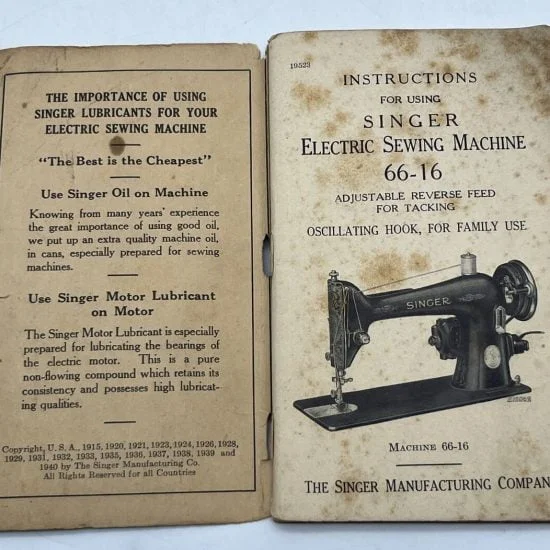 THE IMPORTANCE OF USING
SINGER LUBRICANTS FOR YOUR
ELECTRIC SEWING MACHINE
"The Best is the Cheapest"
Use Singer Oil on Machine
Knowing from many years' experience
the great importance of using good oil,
we put up an extra quality machine oil,
in cans, especially prepared for sewing
machines.
Use Singer Motor Lubricant
on Motor
The Singer Motor Lubricant is especially
prepared for lubricating the bearings of
the electric motor. This is a pure
non-flowing compound which retains its
consistency and possesses high lubricat-
ing qualities.
Copyright, U. S. A., 1915, 1920, 1921, 1923, 1924, 1926, 1928,
1929, 1931, 1932, 1933, 1935, 1936, 1937, 1938, 1939 and
1940 by The Singer Manufacturing Co.
All Rights Reserved for all Countries
19523
INSTRUCTIONS
FOR USING
SINGER
ELECTRIC SEWING MACHINE
66-16
ADJUSTABLE REVERSE FEED
FOR TACKING
OSCILLATING HOOK, FOR FAMILY USE
SINGER
MACHINE 66-16
THE SINGER MANUFACTURING COMPAN